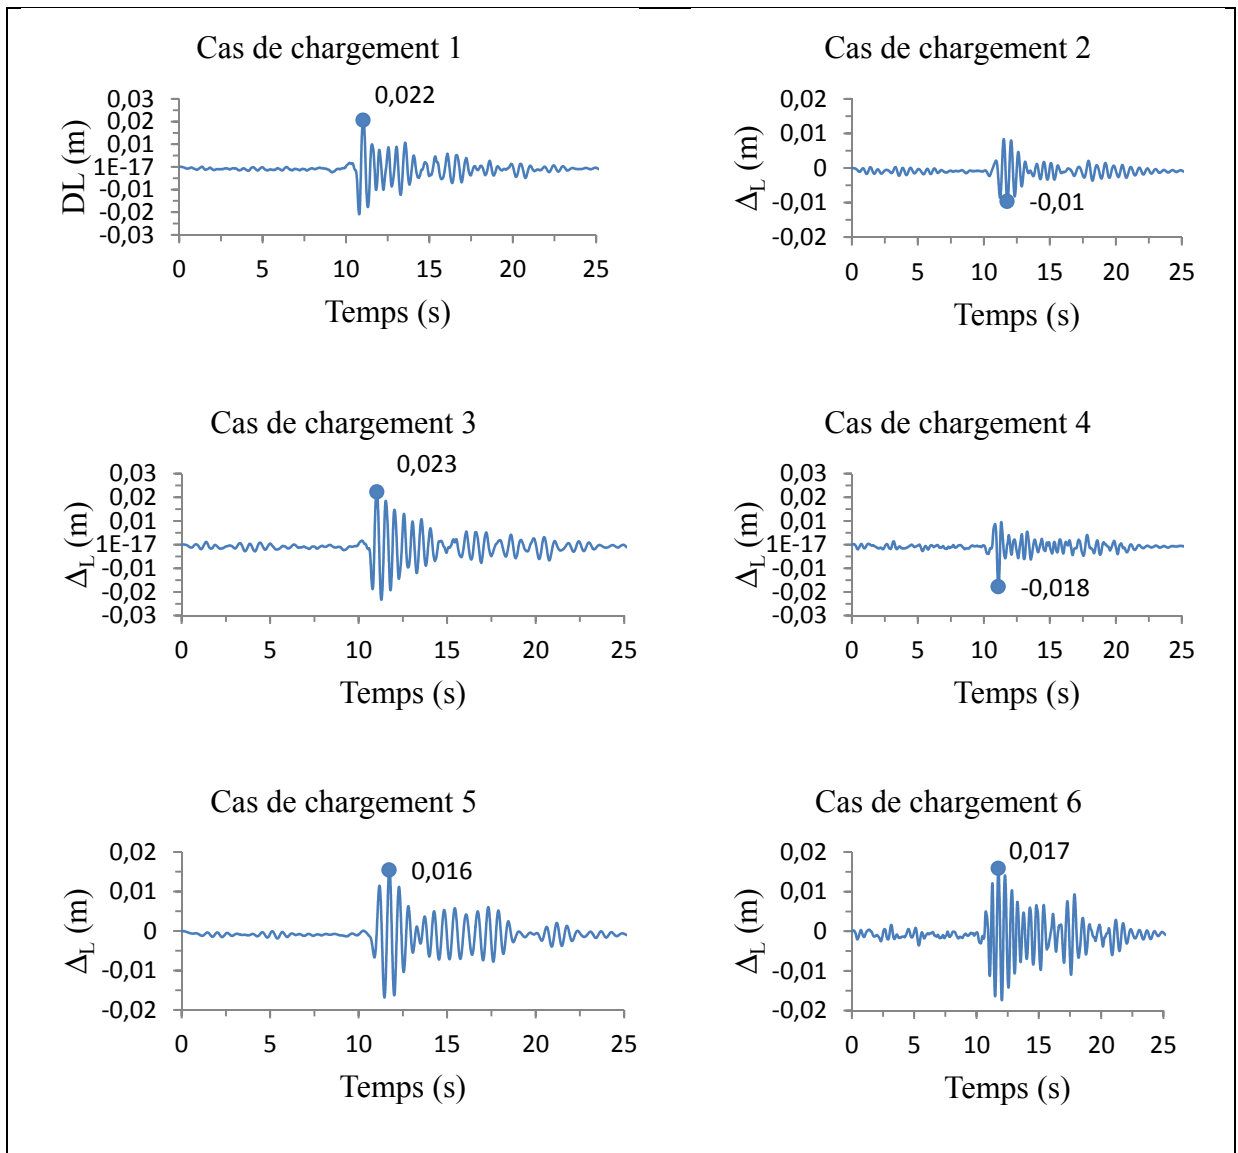 Cas de chargement 1
0,022
DL (m)
0,03
0,02
0,01
1E-17
-0,01
-0,02
-0,03
0 5 10 15 20 25
Temps (s)
Cas de chargement 2
-0,01
Δ_L (m)
0,02
0,01
0
-0,01
-0,02
0 5 10 15 20 25
Temps (s)
Cas de chargement 3
0,023
Δ_L (m)
0,03
0,02
0,01
1E-17
-0,01
-0,02
-0,03
0 5 10 15 20 25
Temps (s)
Cas de chargement 4
-0,018
Δ_L (m)
0,03
0,02
0,01
1E-17
-0,01
-0,02
-0,03
0 5 10 15 20 25
Temps (s)
Cas de chargement 5
0,016
Δ_L (m)
0,02
0,01
0
-0,01
-0,02
0 5 10 15 20 25
Temps (s)
Cas de chargement 6
0,017
Δ_L (m)
0,02
0,01
0
-0,01
-0,02
0 5 10 15 20 25
Temps (s)